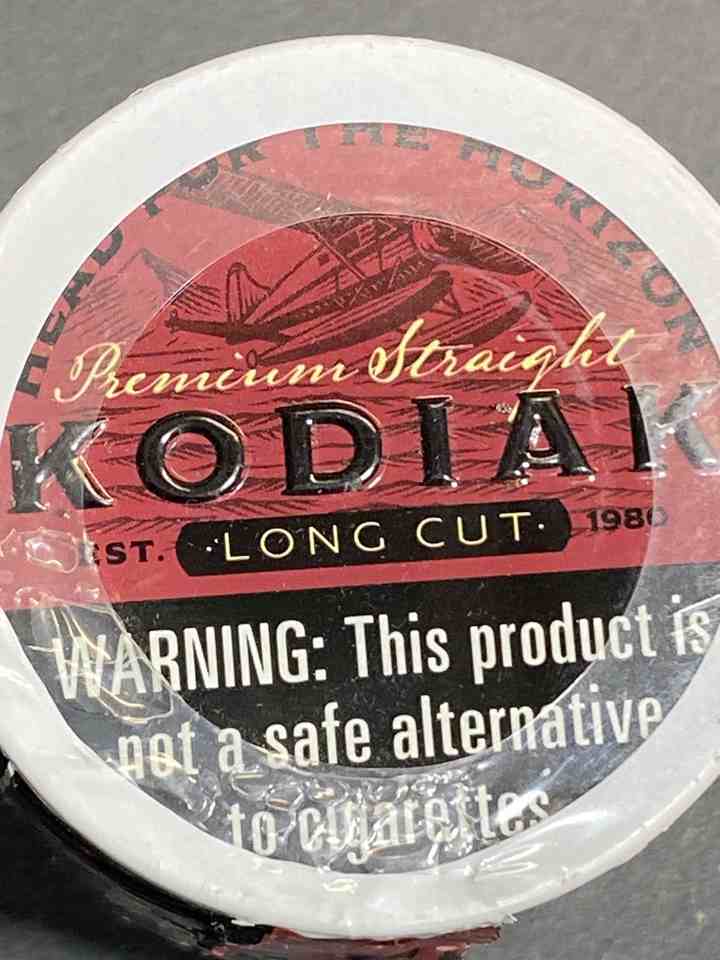 HEAD FOR THE HORIZON
Premium Straight
KODIAK
EST. ·LONG CUT· 1980
WARNING: This product is
not a safe alternative
to cigarettes